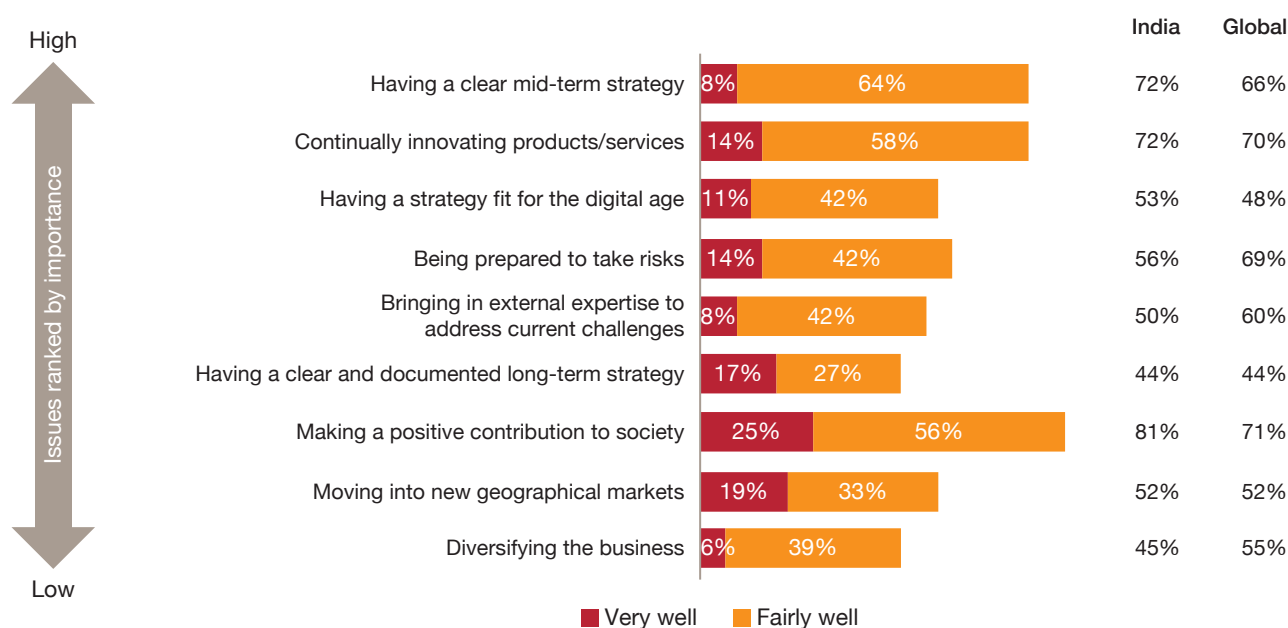 India Global
High
Having a clear mid-term strategy 8% 64% 72% 66%
Continually innovating products/services 14% 58% 72% 70%
Having a strategy fit for the digital age 11% 42% 53% 48%
Being prepared to take risks 14% 42% 56% 69%
Bringing in external expertise to
address current challenges 8% 42% 50% 60%
Having a clear and documented long-term strategy 17% 27% 44% 44%
Making a positive contribution to society 25% 56% 81% 71%
Moving into new geographical markets 19% 33% 52% 52%
Diversifying the business 6% 39% 45% 55%
Issues ranked by importance
Low
Very well Fairly well